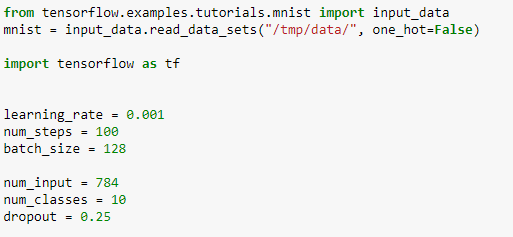 from tensorflow.examples.tutorials.mnist import input_data
mnist = input_data.read_data_sets("/tmp/data/", one_hot=False)
import tensorflow as tf
learning_rate = 0.001
num_steps = 100
batch_size = 128
num_input = 784
num_classes = 10
dropout = 0.25